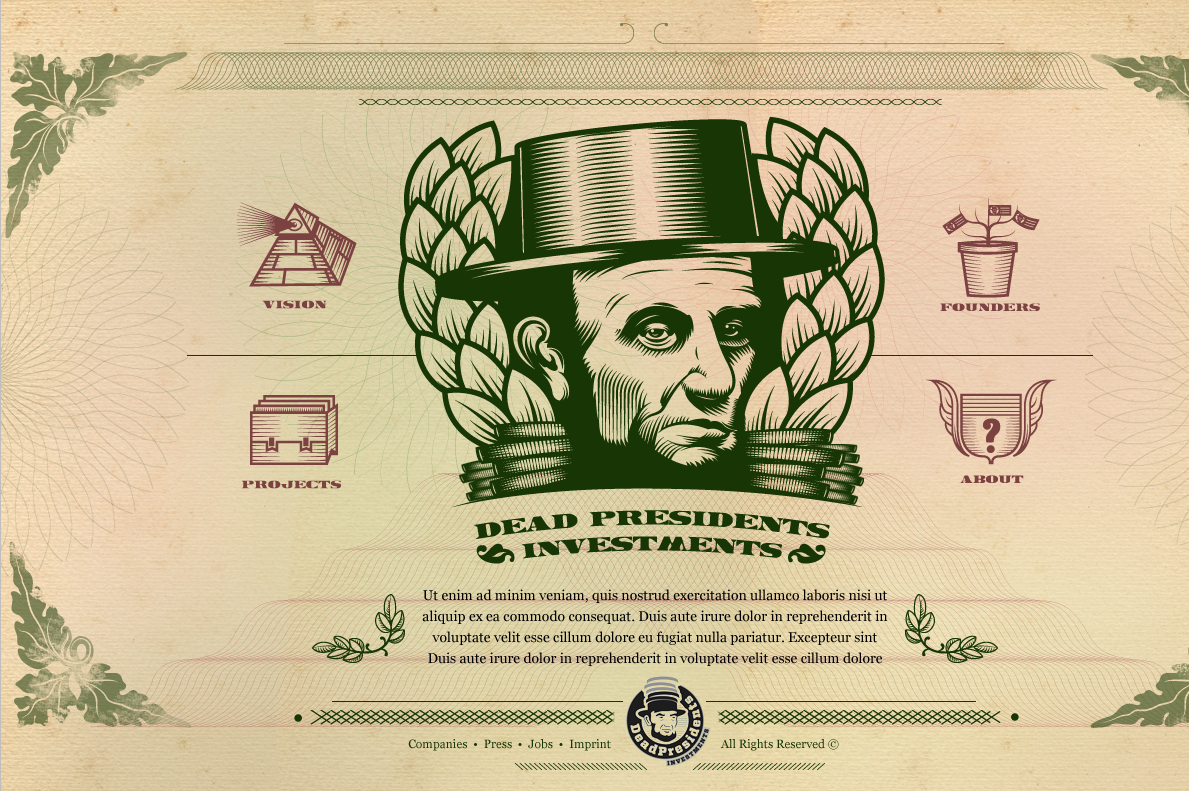 VISION
FOUNDERS
PROJECTS
?
ABOUT
DEAD PRESIDENTS
INVESTMENTS
Ut enim ad minim veniam, quis nostrud exercitation ullamco laboris nisi ut
aliquip ex ea commodo consequat. Duis aute irure dolor in reprehenderit in
voluptate velit esse cillum dolore eu fugiat nulla pariatur. Excepteur sint
Duis aute irure dolor in reprehenderit in voluptate velit esse cillum dolore
DeadPresidents
INVESTMENTS
Companies • Press • Jobs • Imprint
All Rights Reserved ©